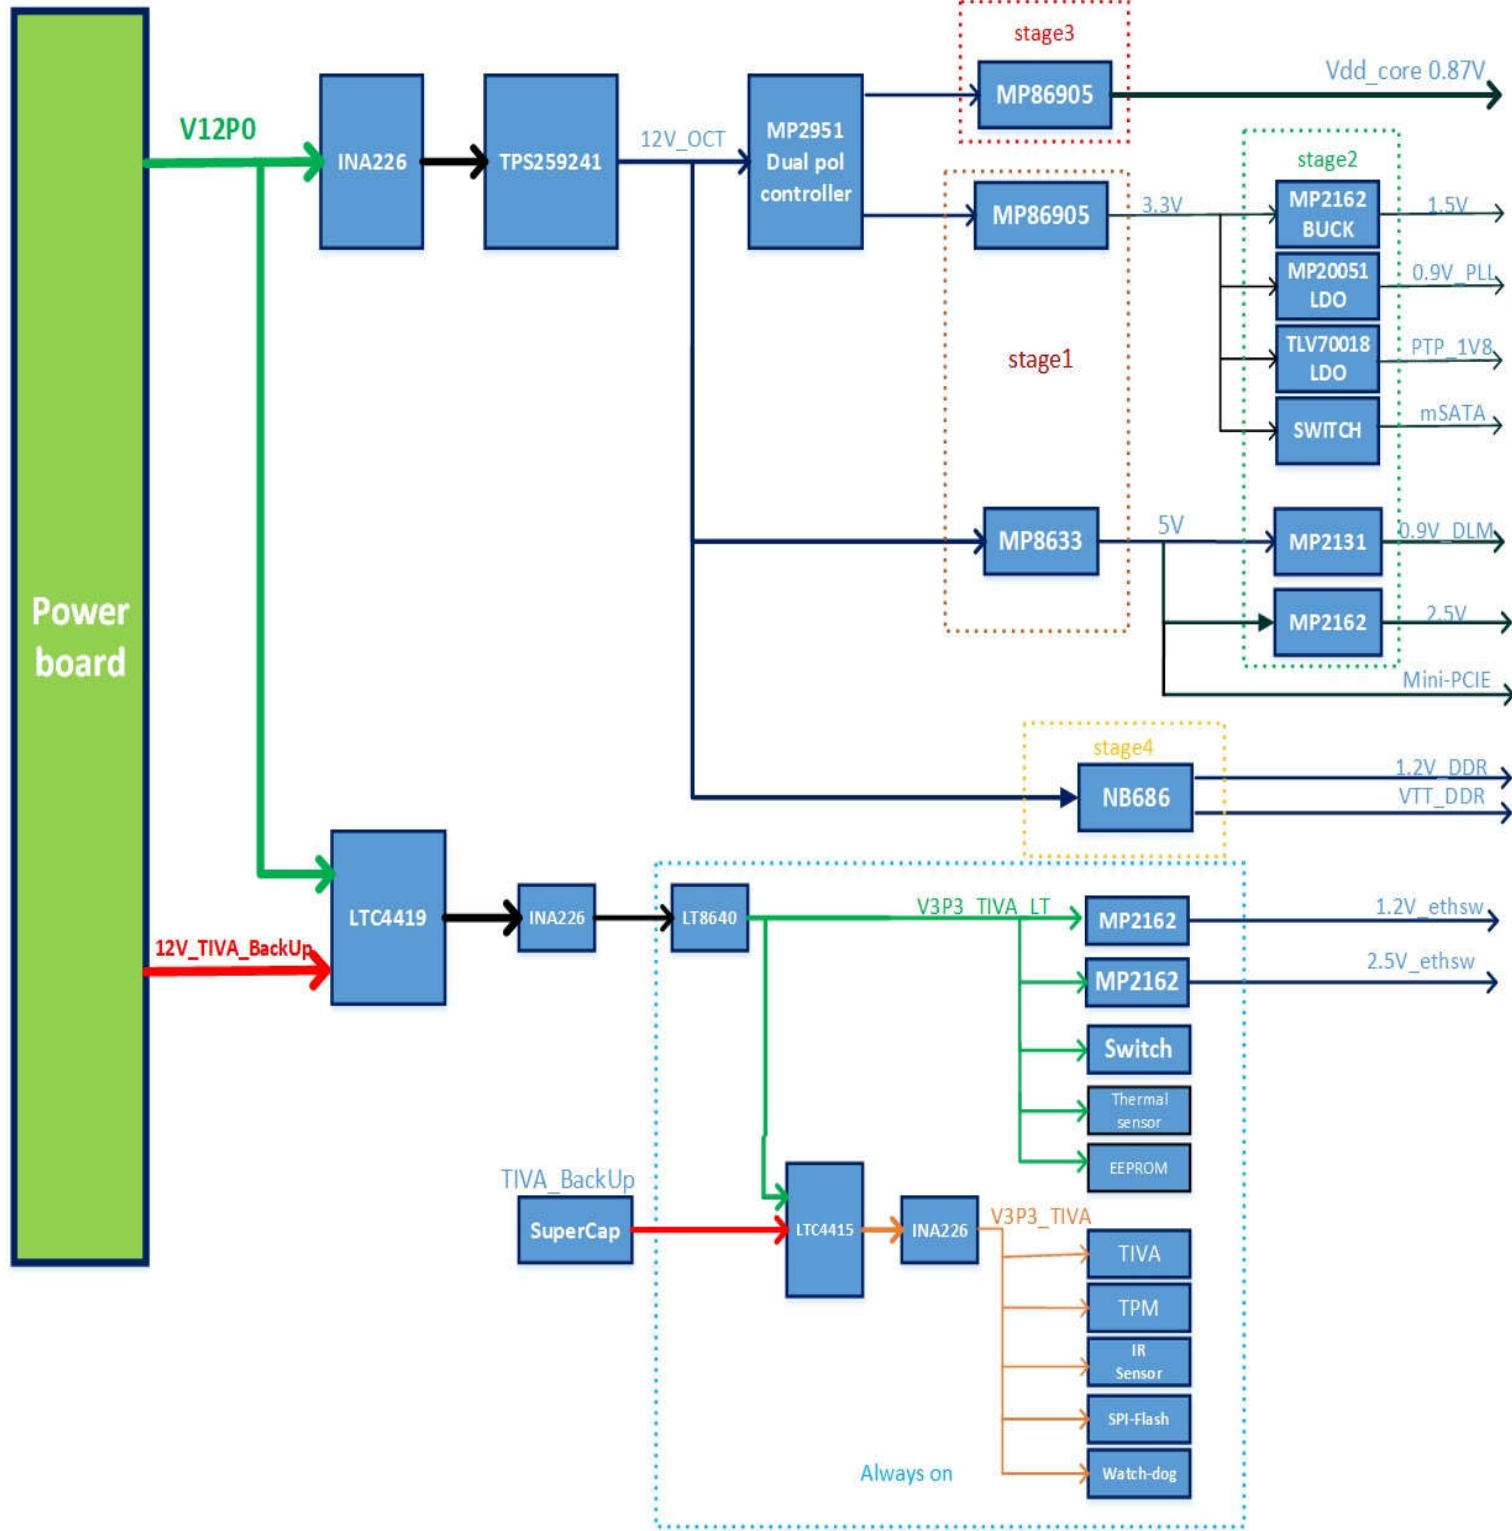 stage3
MP86905
Vdd_core 0.87V
V12P0
INA226
TPS259241
12V_OCT
MP2951
Dual pol
controller
stage2
MP86905
3.3V
MP2162
BUCK
1.5V
MP20051
LDO
0.9V_PLL
stage1
TLV70018
LDO
PTP_1V8
SWITCH
mSATA
MP8633
5V
MP2131
0.9V_DLM
MP2162
2.5V
Mini-PCIE
Power
board
stage4
NB686
1.2V_DDR
VTT_DDR
LTC4419
12V_TIVA_BackUp
INA226
LT8640
V3P3_TIVA_LT
MP2162
1.2V_ethsw
MP2162
2.5V_ethsw
Switch
Thermal
sensor
EEPROM
TIVA_BackUp
SuperCap
LTC4415
INA226
V3P3_TIVA
TIVA
TPM
IR
Sensor
SPI-Flash
Watch-dog
Always on